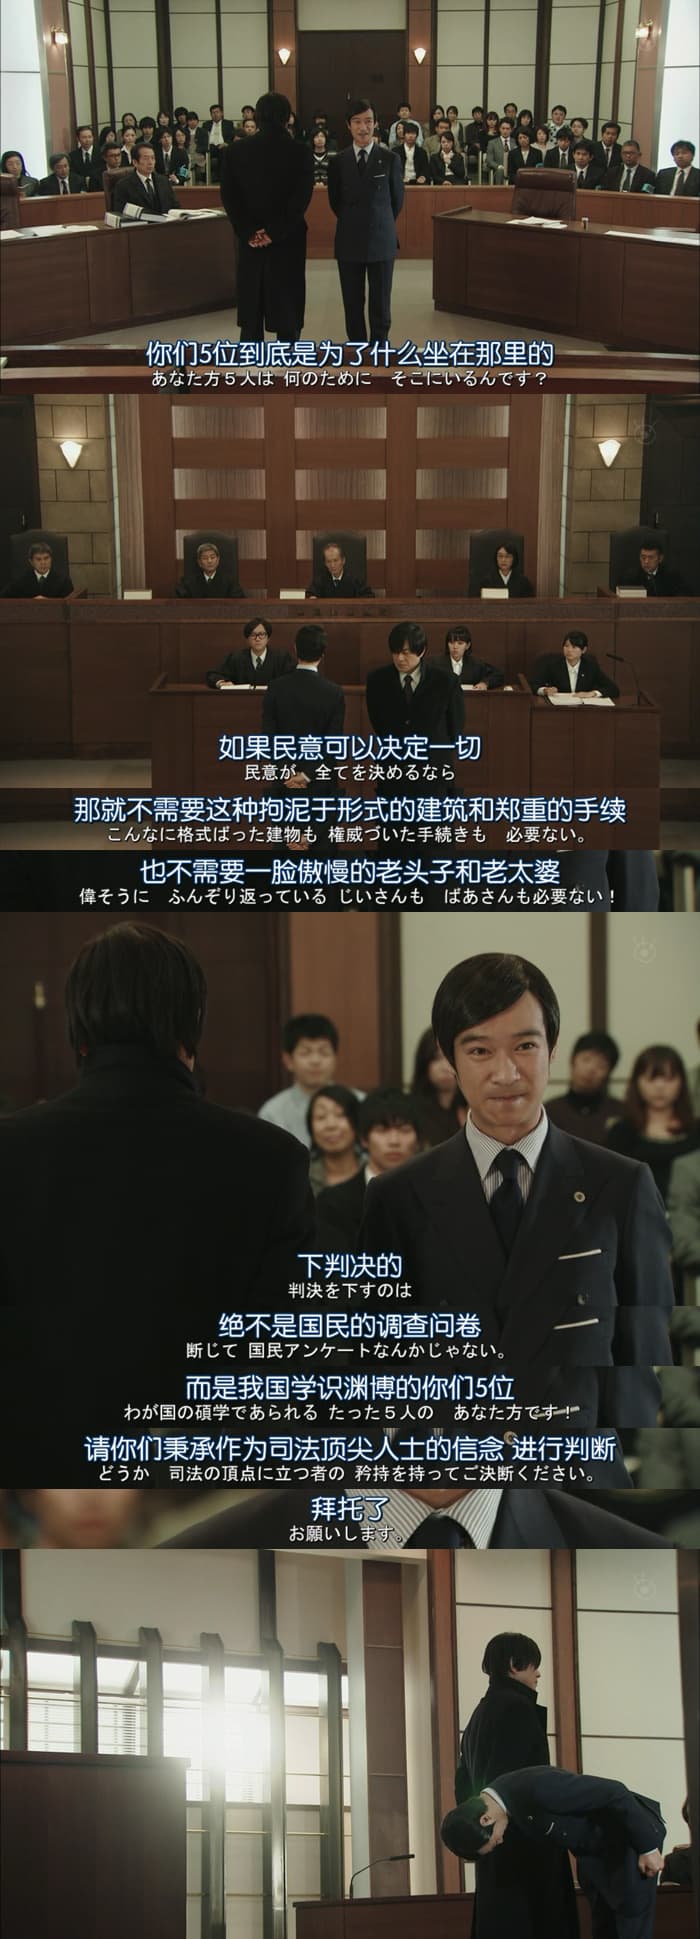 你们5位到底是为了什么坐在那里的
あなた方５人は 何のために　そこにいるんです？
如果民意可以决定一切
民意が　全てを決めるなら
那就不需要这种拘泥于形式的建筑和郑重的手续
こんなに格式ばった建物も 権威づいた手続きも　必要ない。
也不需要一脸傲慢的老头子和老太婆
偉そうに　ふんぞり返っている じいさんも　ばあさんも必要ない！
下判决的
判決を下すのは
绝不是国民的调查问卷
断じて 国民アンケートなんかじゃない。
而是我国学识渊博的你们5位
わが国の碩学であられる たった５人の　あなた方です！
请你们秉承作为司法顶尖人士的信念 进行判断
どうか　司法の頂点に立つ者の 矜持を持ってご決断ください。
拜托了
お願いします。